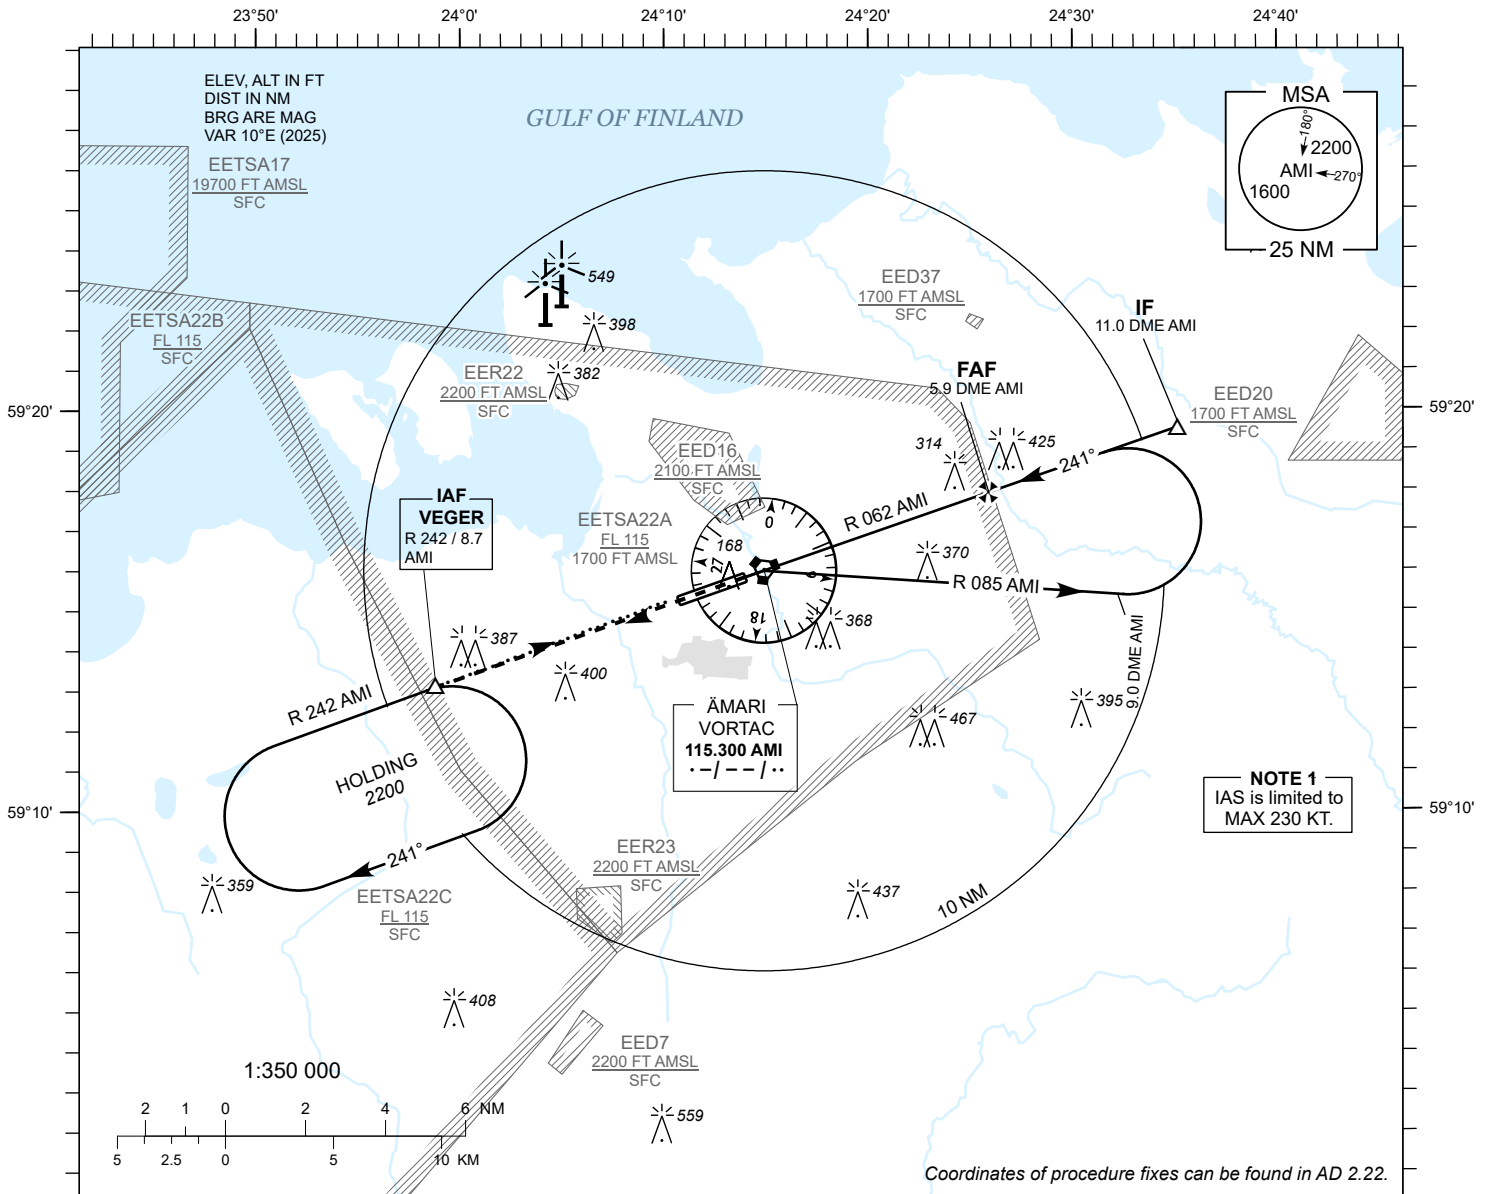 23°50' 24°0' 24°10' 24°20' 24°30' 24°40'
ELEV, ALT IN FT
DIST IN NM
BRG ARE MAG
VAR 10°E (2025)
GULF OF FINLAND
MSA
180°
2200
AMI
270°
1600
25 NM
EETSA17
19700 FT AMSL
SFC
549
EED37
1700 FT AMSL
SFC
IF
11.0 DME AMI
EETSA22B
FL 115
SFC
398
EER22
2200 FT AMSL
SFC
382
FAF
5.9 DME AMI
EED20
1700 FT AMSL
SFC
59°20'
59°20'
314
425
241°
EED16
2100 FT AMSL
SFC
IAF
VEGER
R 242 / 8.7
AMI
EETSA22A
FL 115
1700 FT AMSL
R 062 AMI
0
9
18
27
168
370
R 085 AMI
387
368
400
9.0 DME AMI
395
R 242 AMI
ÄMARI
VORTAC
115.300 AMI
·–/––/··
467
HOLDING
2200
NOTE 1
IAS is limited to
MAX 230 KT.
59°10'
59°10'
241°
EER23
2200 FT AMSL
SFC
359
EETSA22C
FL 115
SFC
437
10 NM
408
EED7
2200 FT AMSL
SFC
559
1:350 000
2 1 0 2 4 6 NM
5 2.5 0 5 10 KM
Coordinates of procedure fixes can be found in AD 2.22.